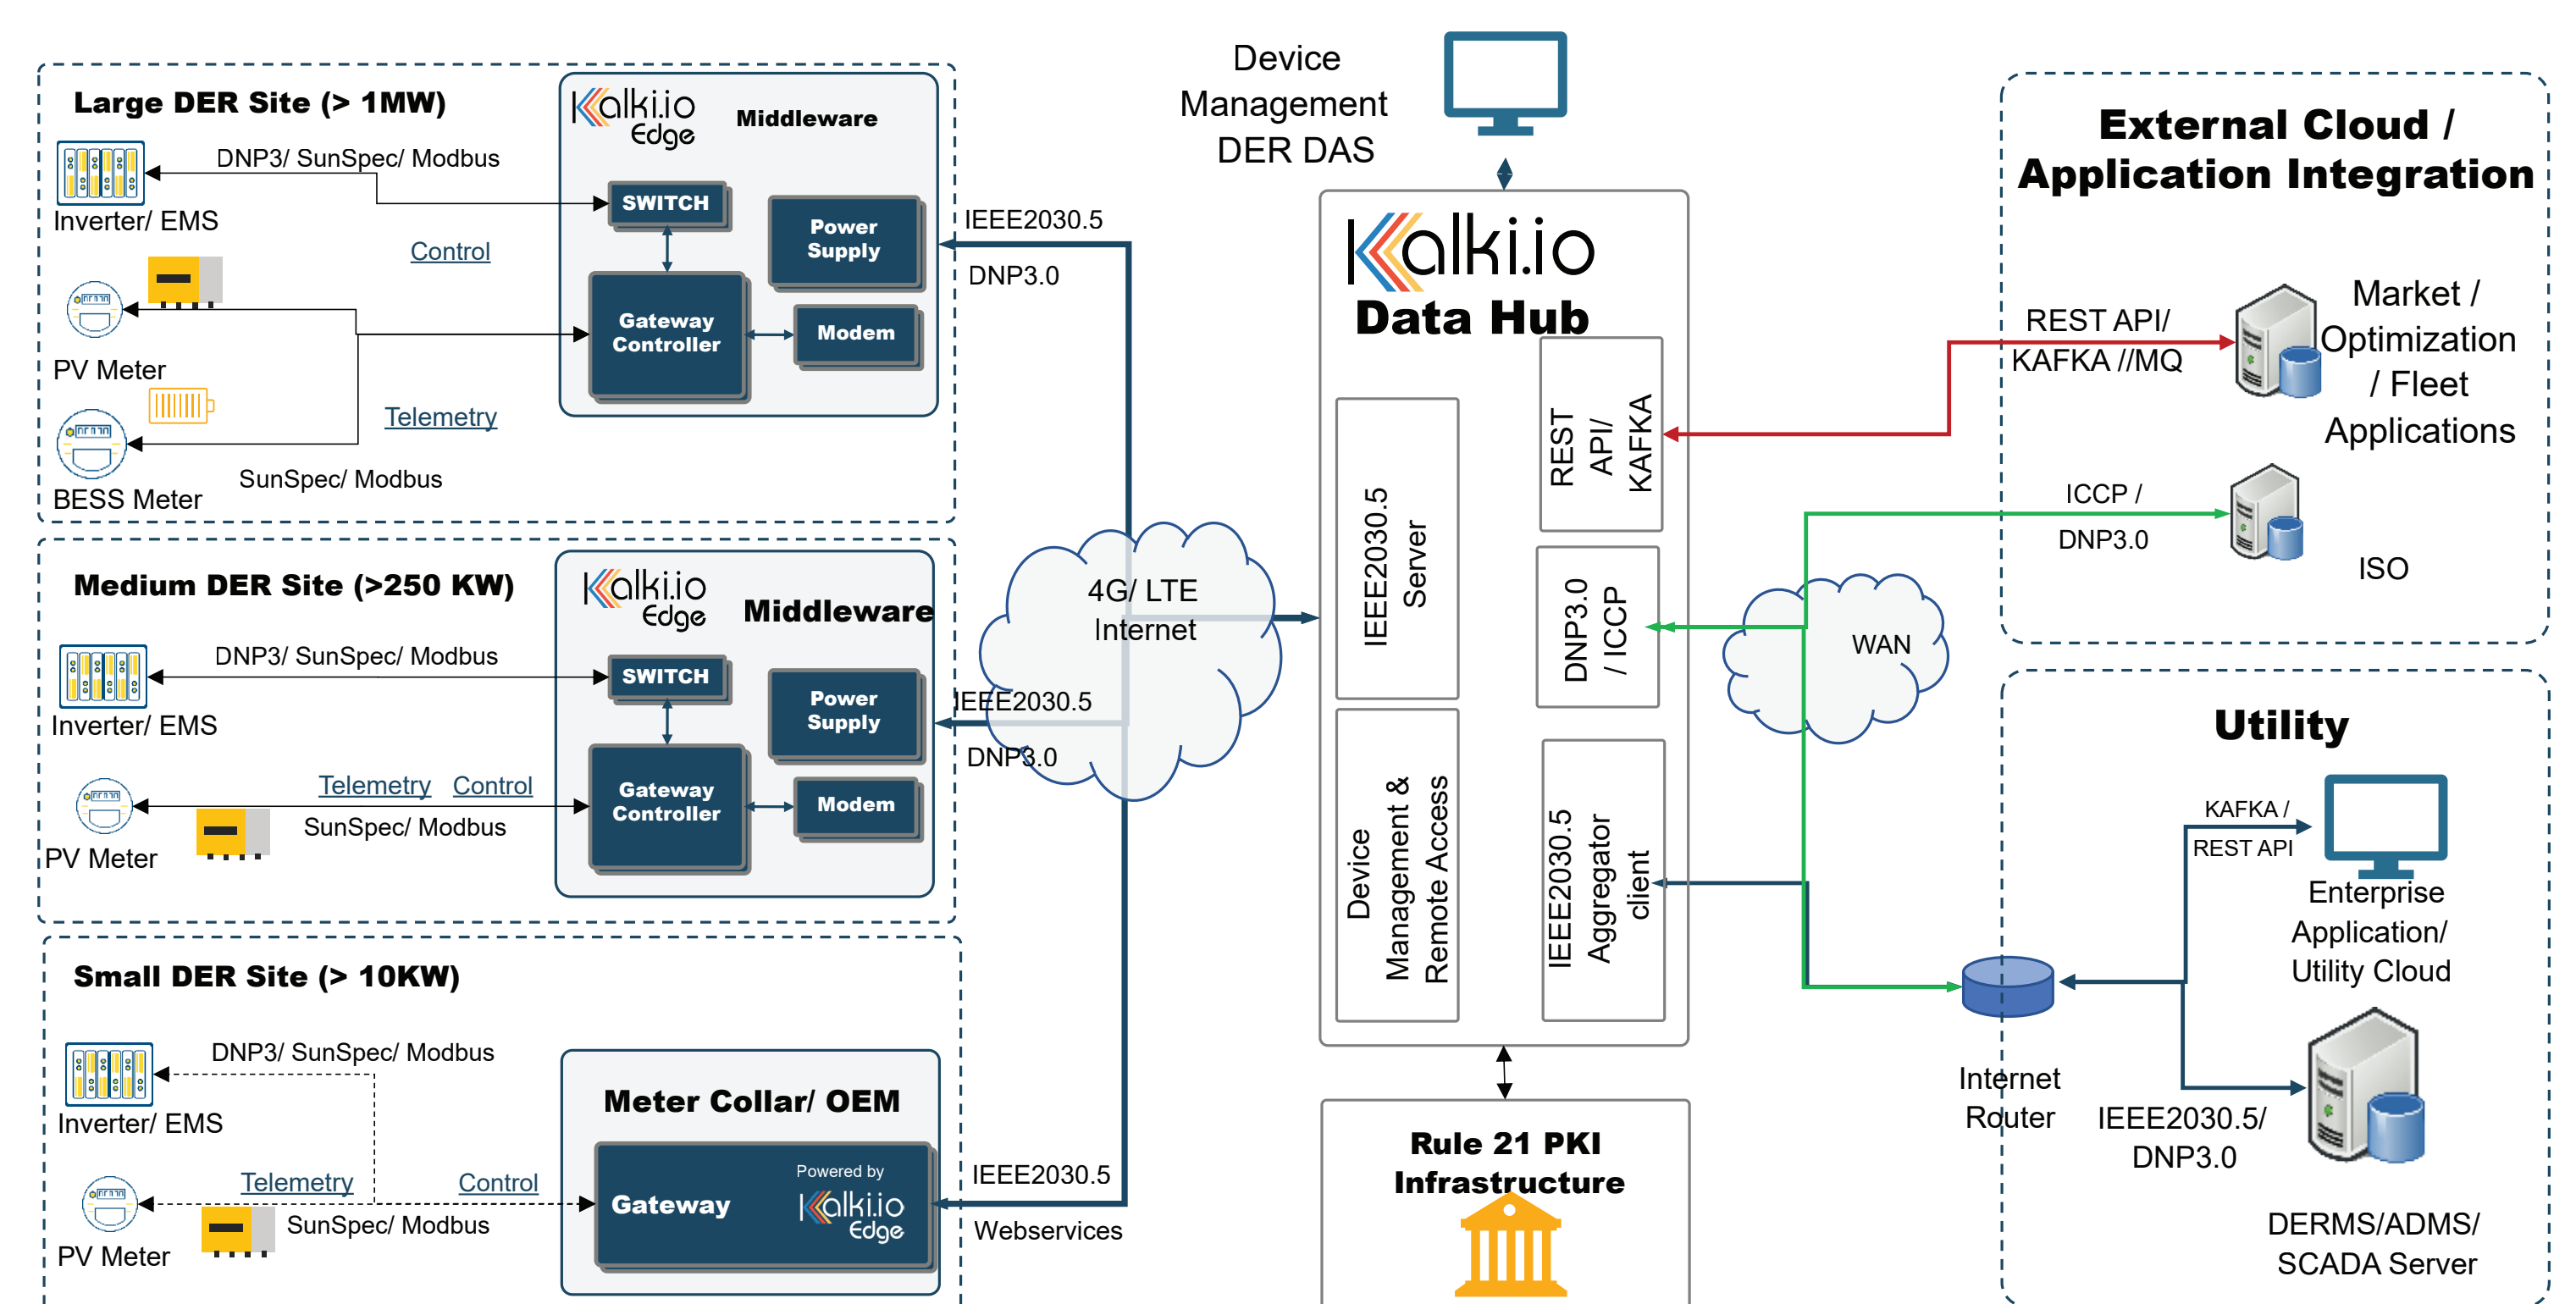 Large DER Site (> 1MW)
DNP3/ SunSpec/ Modbus
Inverter/ EMS
Control
PV Meter
Telemetry
BESS Meter
SunSpec/ Modbus
Kalki.io
Edge
Middleware
SWITCH
Power
Supply
Gateway
Controller
Modem
IEEE2030.5
DNP3.0
Medium DER Site (>250 KW)
DNP3/ SunSpec/ Modbus
Inverter/ EMS
Telemetry Control
SunSpec/ Modbus
PV Meter
Kalki.io
Edge
Middleware
SWITCH
Power
Supply
Gateway
Controller
Modem
IEEE2030.5
DNP3.0
Small DER Site (> 10KW)
DNP3/ SunSpec/ Modbus
Inverter/ EMS
Telemetry Control
SunSpec/ Modbus
PV Meter
Meter Collar/ OEM
Gateway
Powered by
Kalki.io
Edge
IEEE2030.5
Webservices
4G/ LTE
Internet
Device
Management
DER DAS
Kalki.io
Data Hub
IEEE2030.5
Server
Device
Management &
Remote Access
REST
API/
KAFKA
DNP3.0
/ ICCP
IEEE2030.5
Aggregator
client
Rule 21 PKI
Infrastructure
WAN
External Cloud /
Application Integration
REST API/
KAFKA //MQ
Market /
Optimization
/ Fleet
Applications
ICCP /
DNP3.0
ISO
Utility
KAFKA /
REST API
Enterprise
Application/
Utility Cloud
Internet
Router
IEEE2030.5/
DNP3.0
DERMS/ADMS/
SCADA Server